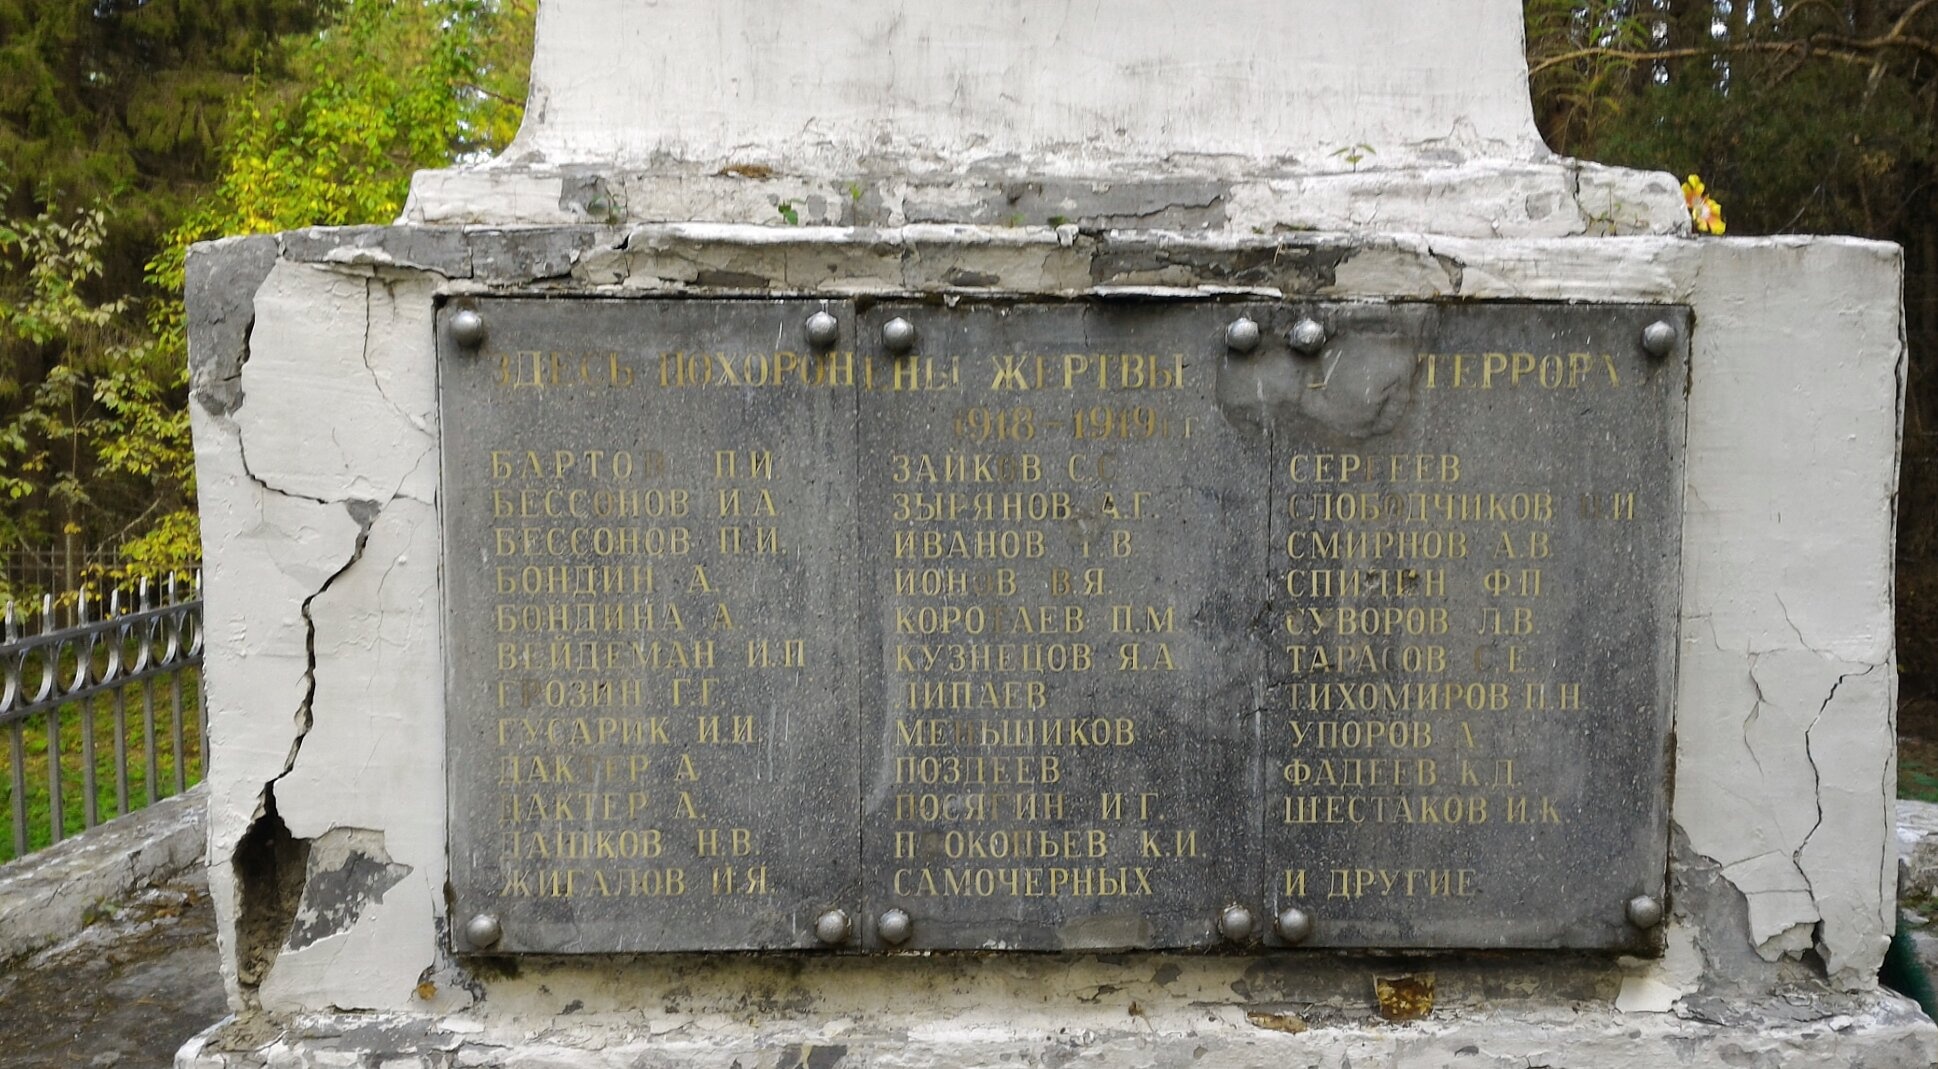 ЗДЕСЬ ПОХОРОНЕНЫ ЖЕРТВЫ ТЕРРОРА
1918-1919 г
БАРТОВ П И
БЕССОНОВ И.А
БЕССОНОВ П.И.
БОНДИН А.
БОНДИНА А.
ВЕЙДЕМАН И.П
ГРОЗИН Г.Г.
ГУСАРИК И.И.
ДАКТЕР А
ДАКТЕР А.
ДАШКОВ Н.В.
ЖИГАЛОВ И.Я.
ЗАЙКОВ С.С
ЗЫРЯНОВ А.Г.
ИВАНОВ В.
ИОНОВ В.Я.
КОРОТАЕВ П.М
КУЗНЕЦОВ Я.А.
ЛИПАЕВ
МЕНЬШИКОВ
ПОЗДЕЕВ
ПОСЯГИН И Г.
ПРОКОПЬЕВ К.И
САМОЧЕРНЫХ
СЕРГЕЕВ
СЛОБОДЧИКОВ И
СМИРНОВ А.В.
Ф.П
СУВОРОВ Л.В.
ТАРАСОВ С.Е.
ТИХОМИРОВ П.Н.
УПОРОВ А
ФАДЕЕВ К.Д.
ШЕСТАКОВ И.К.
И ДРУГИЕ